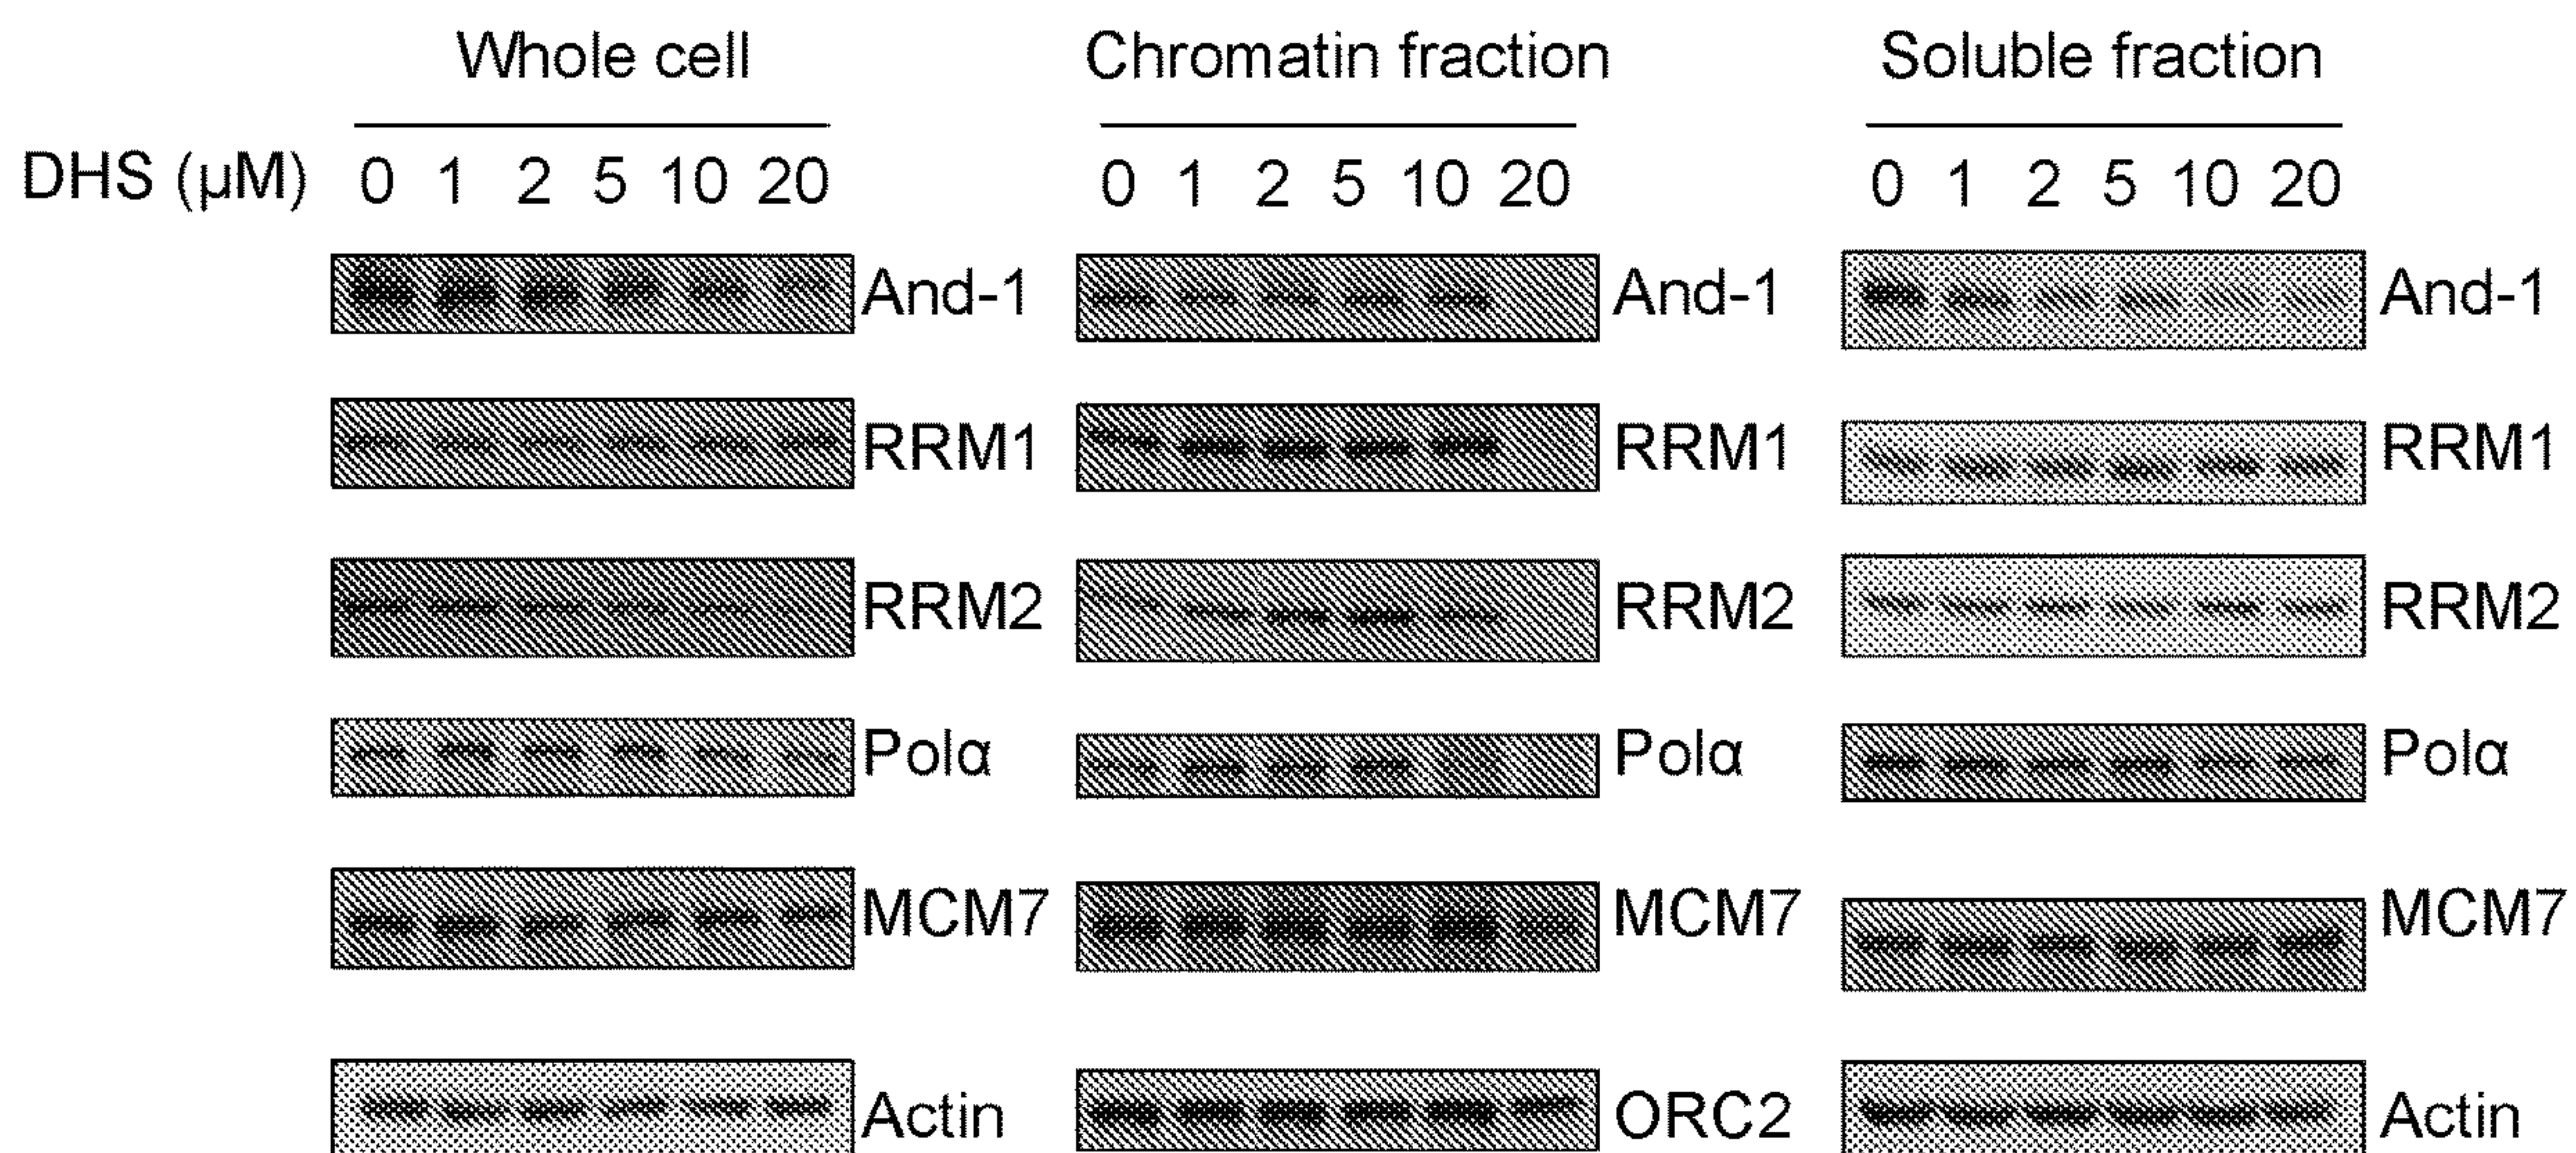 Whole cell Chromatin fraction Soluble fraction
DHS (µM) 0 1 2 5 10 20 0 1 2 5 10 20 0 1 2 5 10 20
And-1 And-1 And-1
RRM1 RRM1 RRM1
RRM2 RRM2 RRM2
Polα Polα Polα
MCM7 MCM7 MCM7
Actin ORC2 Actin